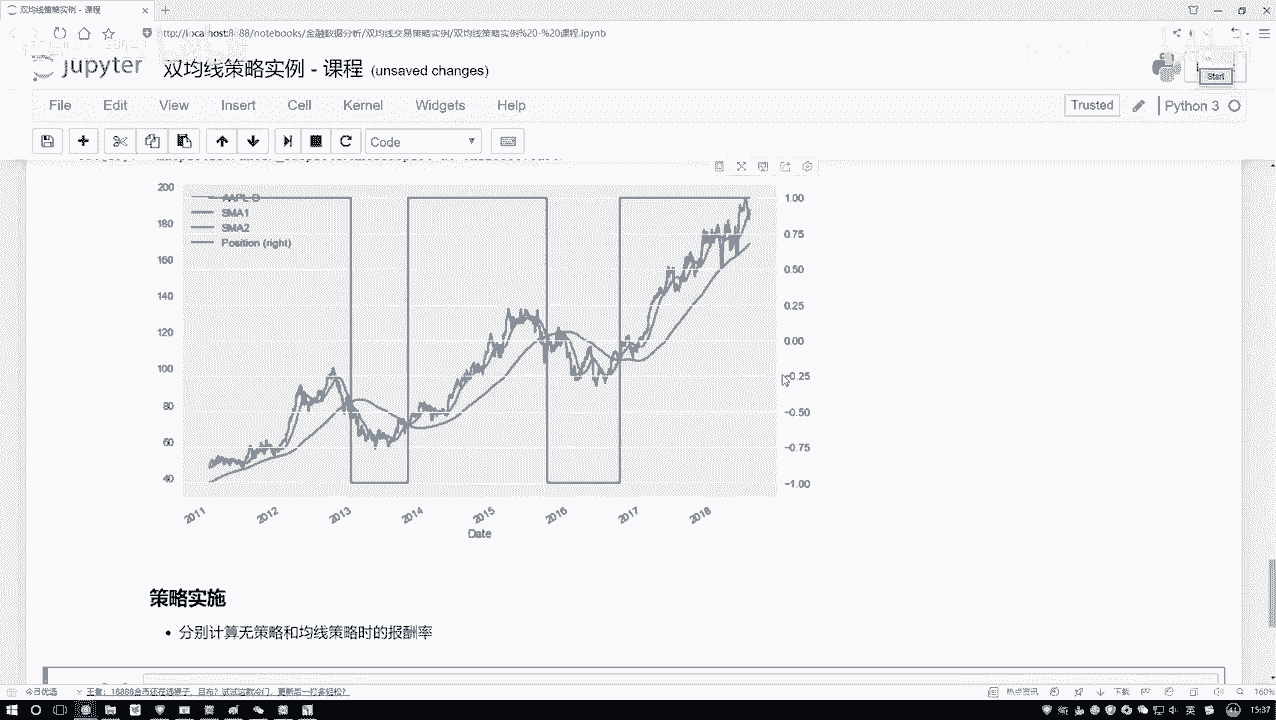 双均线策略实例 - 课程
http://localhost:8888/notebooks/金融数据分析/双均线交易策略实例/双均线策略实例%20-%20课程.ipynb
jupyter 双均线策略实例 - 课程 (unsaved changes)
Start
File Edit View Insert Cell Kernel Widgets Help
Trusted
Python 3
Code
200
180
160
140
120
100
80
60
40
AAPL.O
SMA1
SMA2
Position (right)
1.00
0.75
0.50
0.25
0.00
-0.25
-0.50
-0.75
-1.00
2011 2012 2013 2014 2015 2016 2017 2018
Date
策略实施
分别计算无策略和均线策略时的报酬率
今日优选
热点资讯
下载
160%
英
15:37